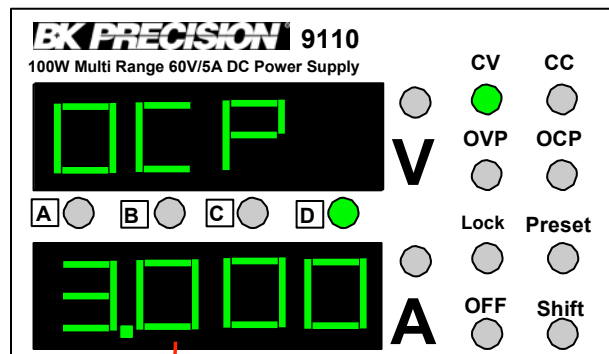 BK PRECISION® 9110
100W Multi Range 60V/5A DC Power Supply
CV CC
OCP
V
OVP OCP
A B C D
Lock Preset
3.000
A
OFF Shift